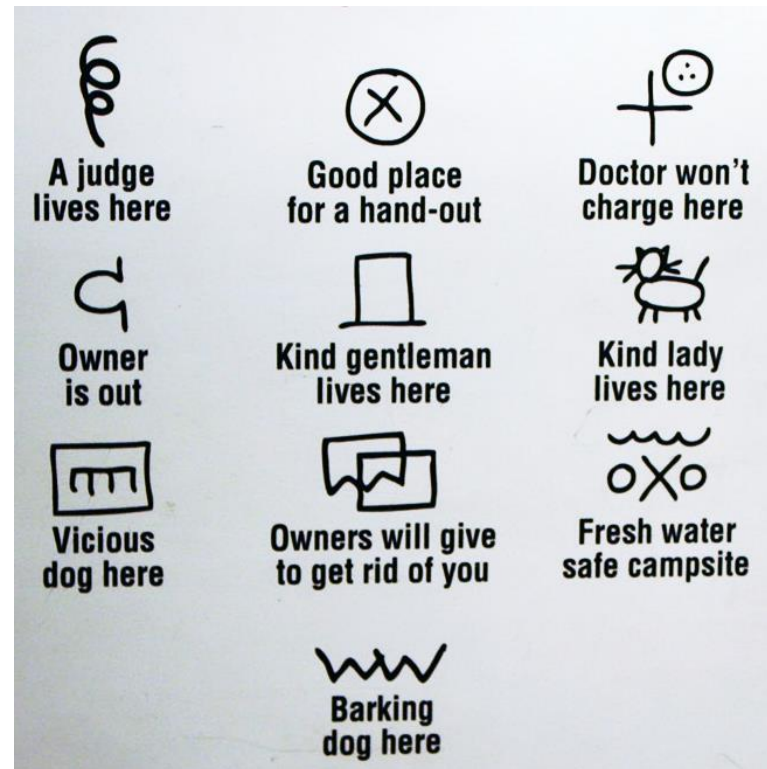 A judge
lives here
Good place
for a hand-out
Doctor won't
charge here
Owner
is out
Kind gentleman
lives here
Kind lady
lives here
Vicious
dog here
Owners will give
to get rid of you
Fresh water
safe campsite
Barking
dog here